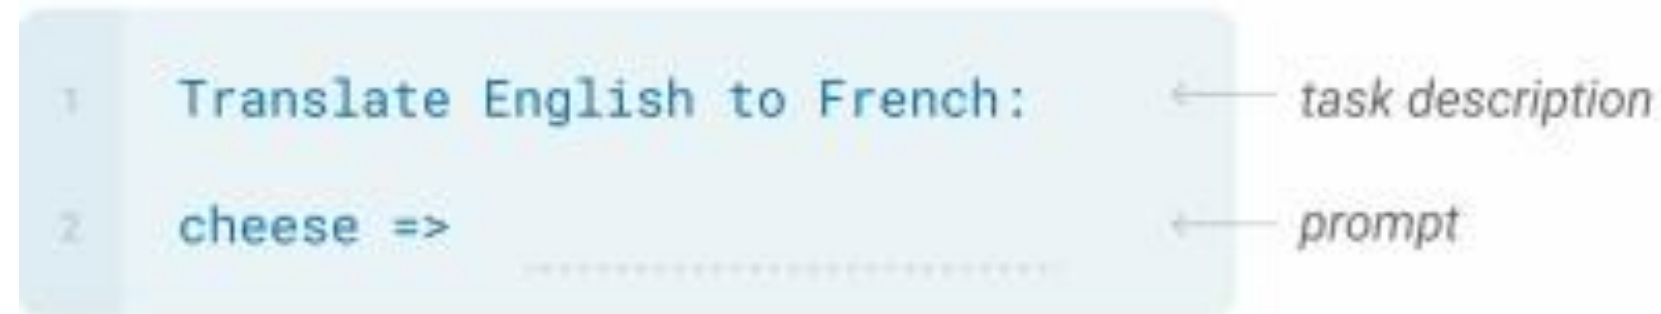 1 Translate English to French: ← task description
2 cheese => ← prompt